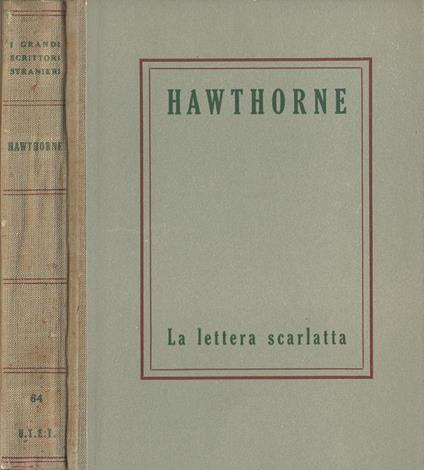 I GRANDI
SCRITTORI
STRANIERI
HAWTHORNE
64
U.T.E.T.
HAWTHORNE
La lettera scarlatta